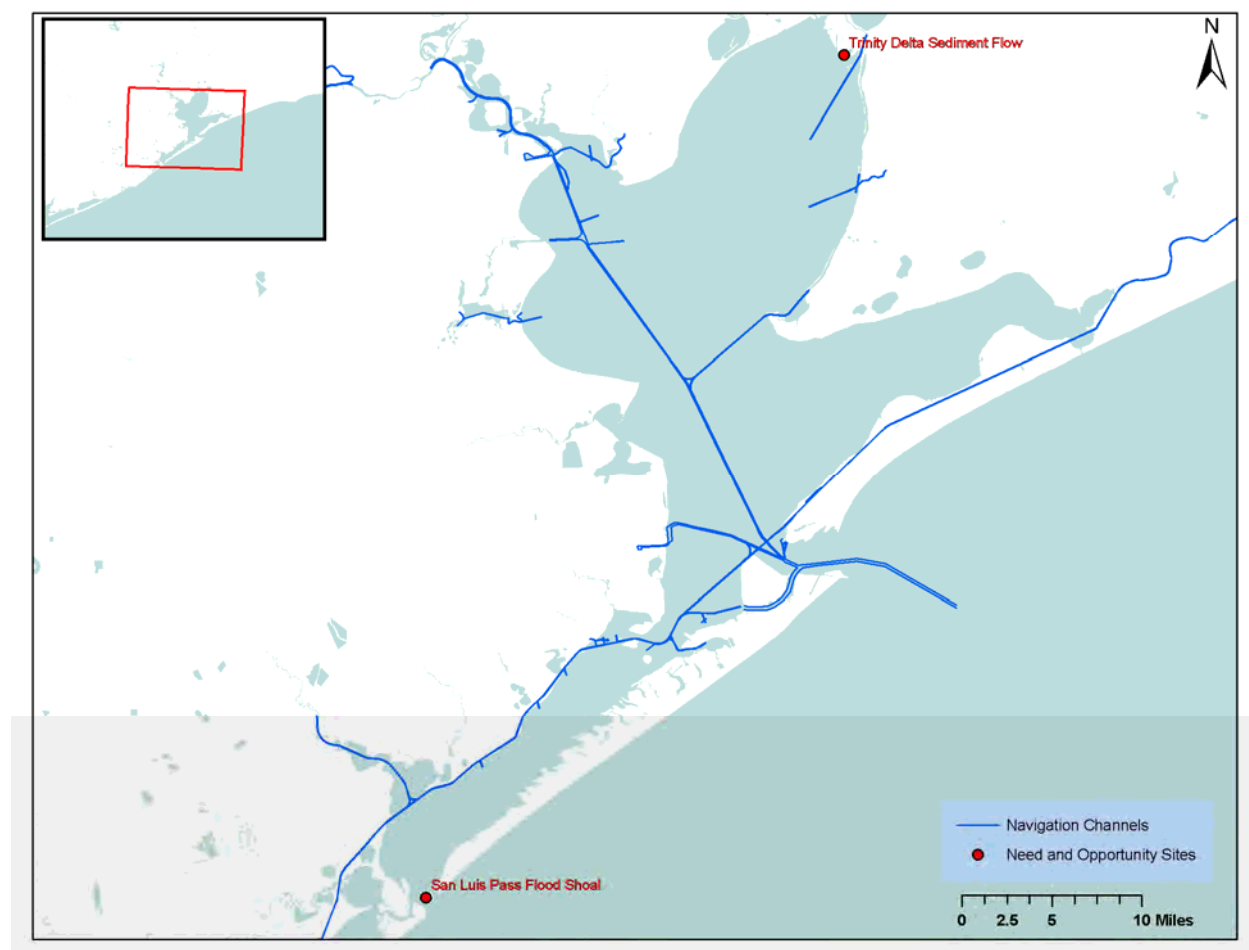 N
Trinity Delta Sediment Flow
Navigation Channels
Need and Opportunity Sites
San Luis Pass Flood Shoal
0 2.5 5 10 Miles